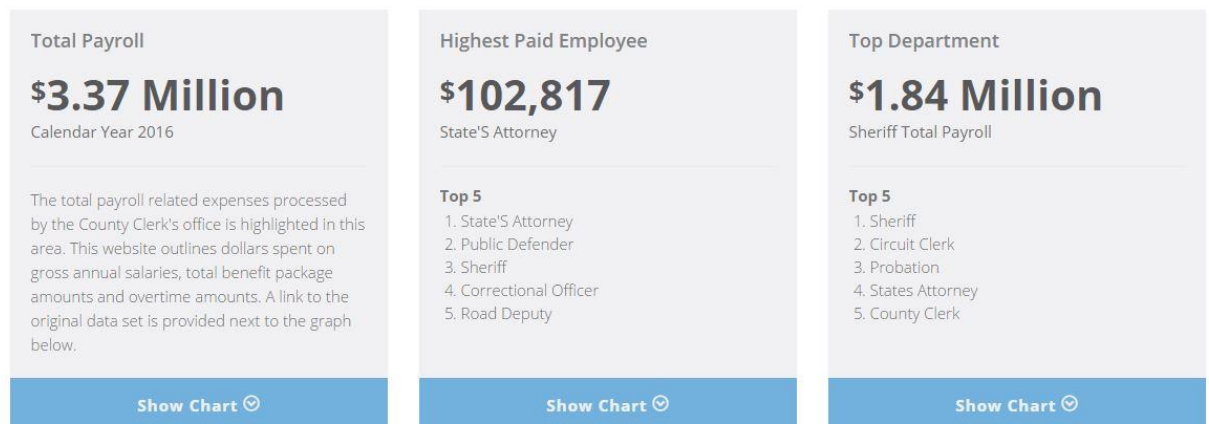 Total Payroll
$3.37 Million
Calendar Year 2016
The total payroll related expenses processed
by the County Clerk's office is highlighted in this
area. This website outlines dollars spent on
gross annual salaries, total benefit package
amounts and overtime amounts. A link to the
original data set is provided next to the graph
below.
Show Chart
Highest Paid Employee
$102,817
State'S Attorney
Top 5
1. State'S Attorney
2. Public Defender
3. Sheriff
4. Correctional Officer
5. Road Deputy
Show Chart
Top Department
$1.84 Million
Sheriff Total Payroll
Top 5
1. Sheriff
2. Circuit Clerk
3. Probation
4. States Attorney
5. County Clerk
Show Chart